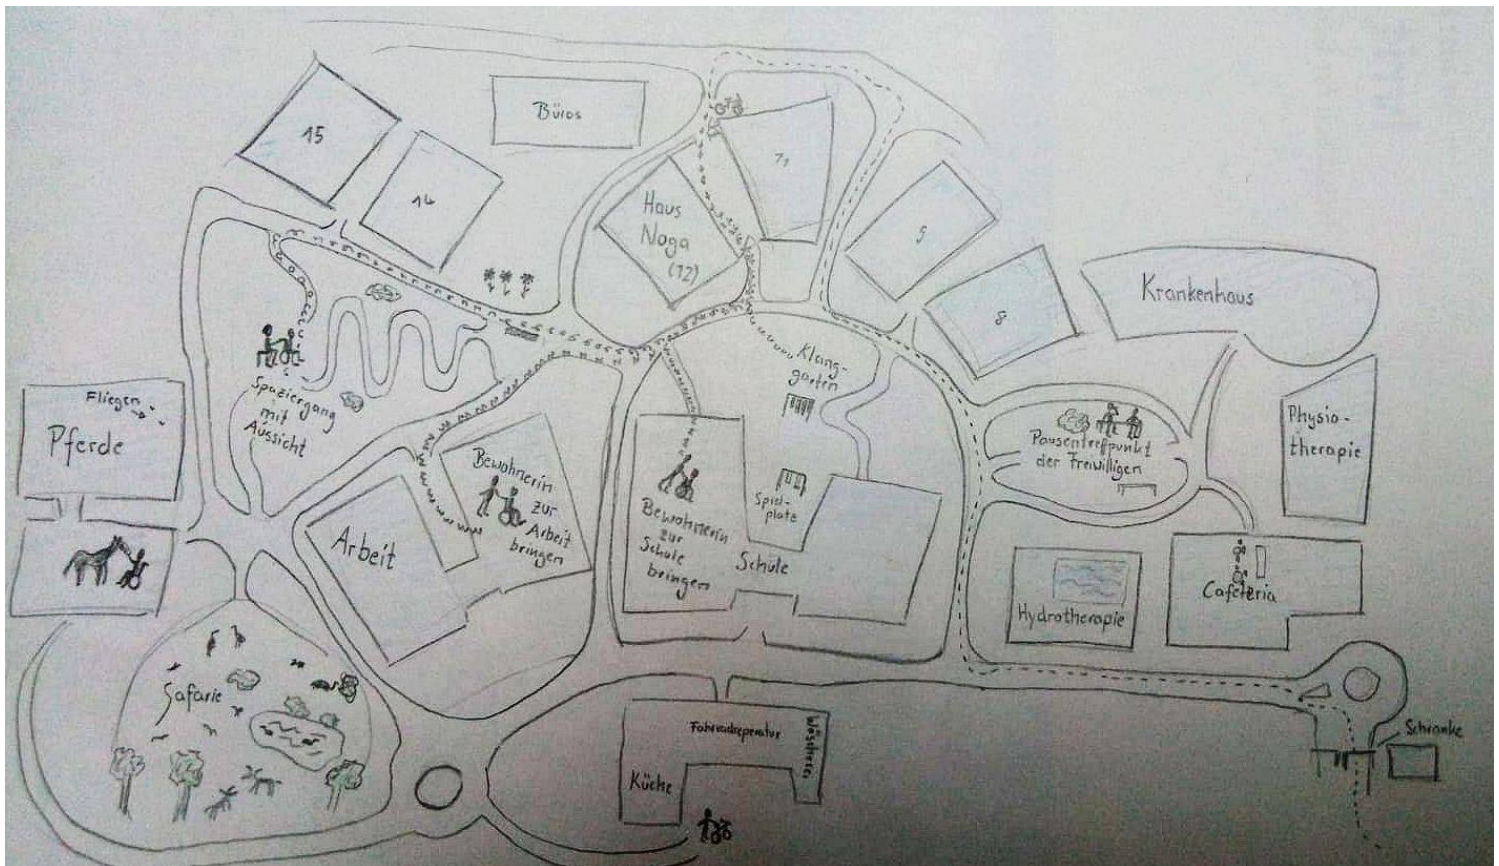 Büros
15
14
11
Haus
Noga
(12)
9
8
Krankenhaus
Klang-
garten
Spaziergang
mit
Aussicht
Fliegen
Pferde
Physio-
therapie
Pausentreffpunkt
der Freiwilligen
Bewohnerin
zur
Arbeit
bringen
Arbeit
Bewohnerin
zur
Schule
bringen
Spiel-
platz
Schule
Hydrotherapie
Cafeteria
Safarie
Fahrradreperatur
Wäscherei
Küche
Schranke